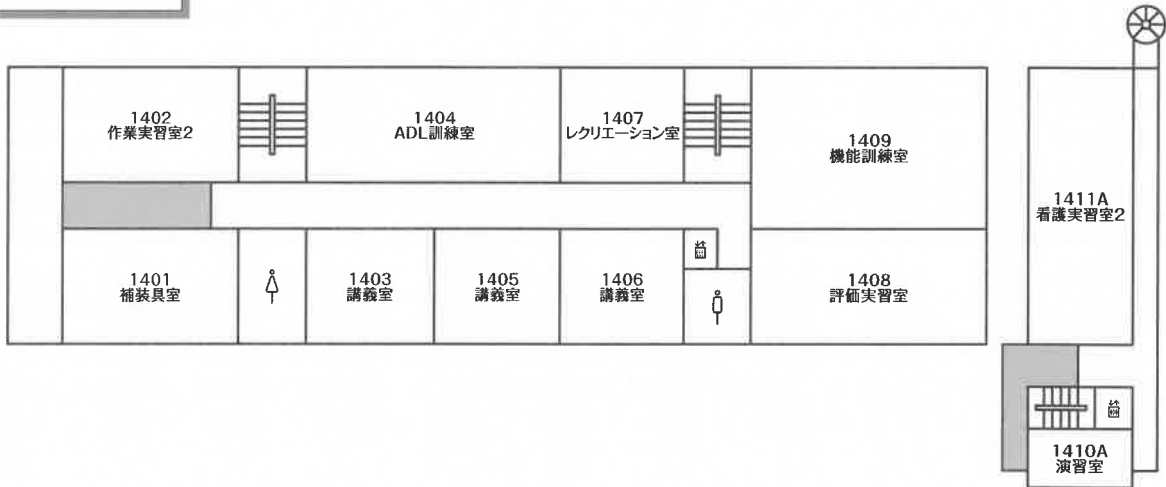 1402
作業実習室2
1404
ADL訓練室
1407
レクリエーション室
1409
機能訓練室
1411A
看護実習室2
1401
補装具室
1403
講義室
1405
講義室
1406
講義室
1408
評価実習室
1410A
演習室